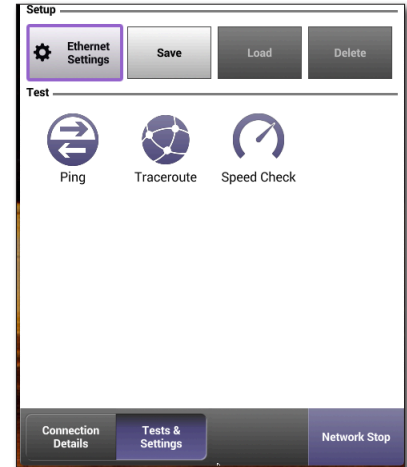 Setup
Ethernet
Settings
Save
Load
Delete
Test
Ping
Traceroute
Speed Check
Connection
Details
Tests &
Settings
Network Stop